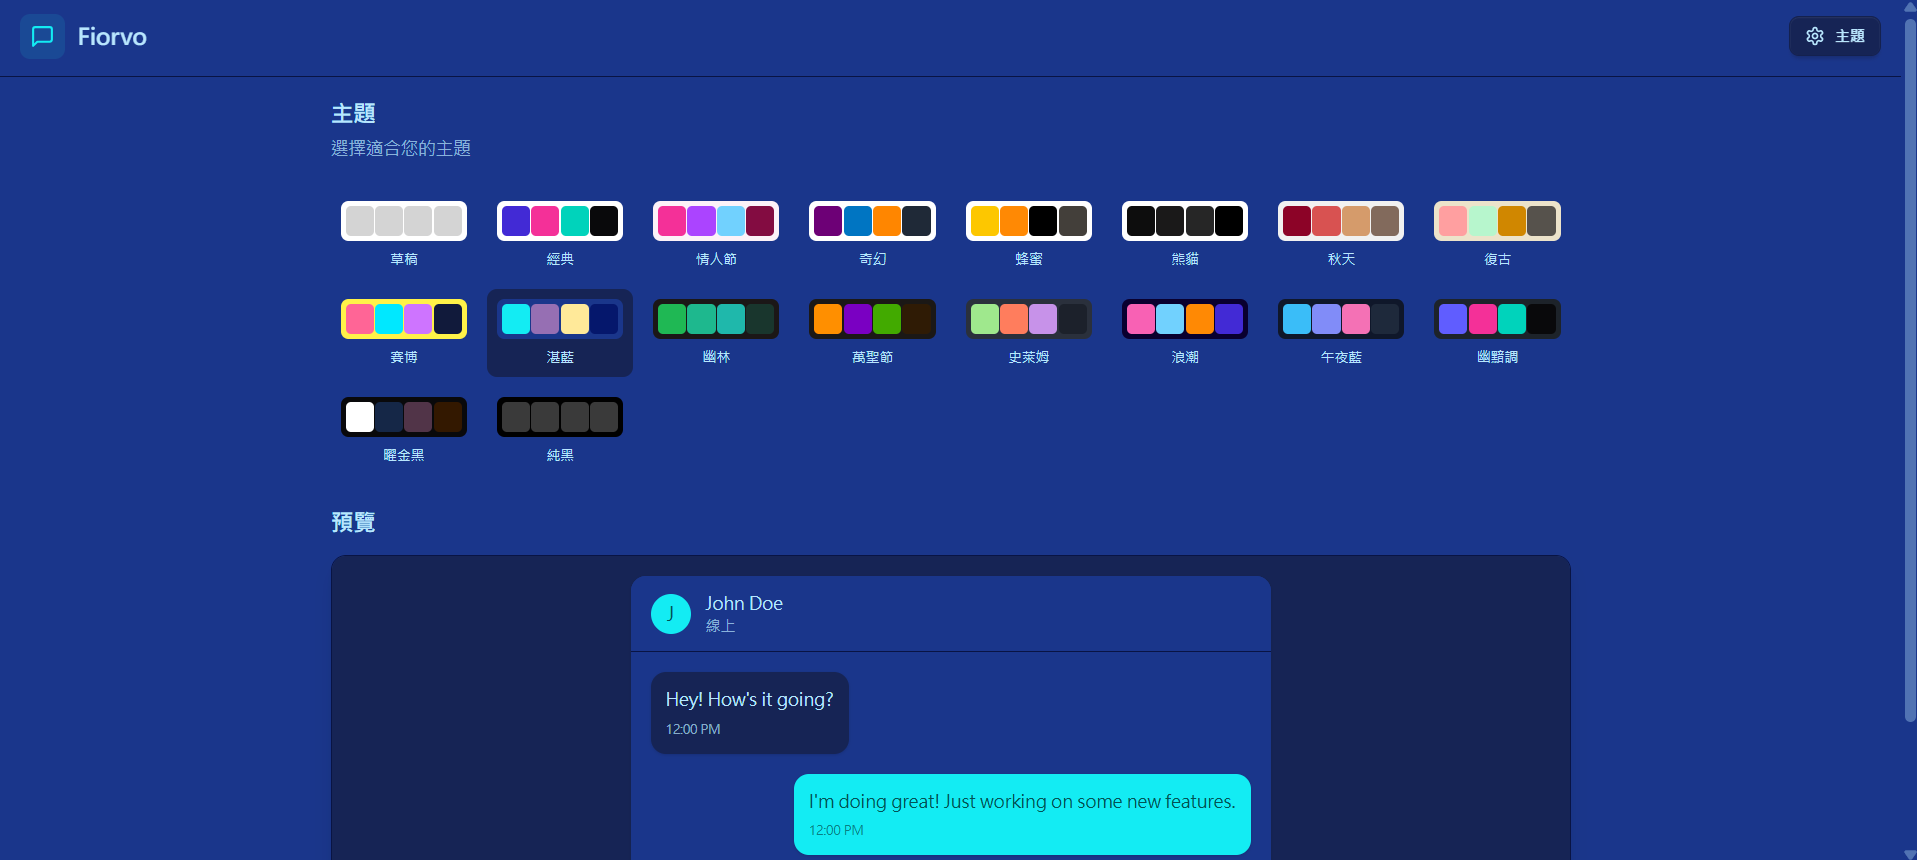 Fiorvo
主題
主題
選擇適合您的主題
草稿
經典
情人節
奇幻
蜂蜜
熊貓
秋天
復古
賽博
湛藍
幽林
萬聖節
史萊姆
浪潮
午夜藍
幽黯調
曜金黑
純黑
預覽
J
John Doe
線上
Hey! How's it going?
12:00 PM
I'm doing great! Just working on some new features.
12:00 PM